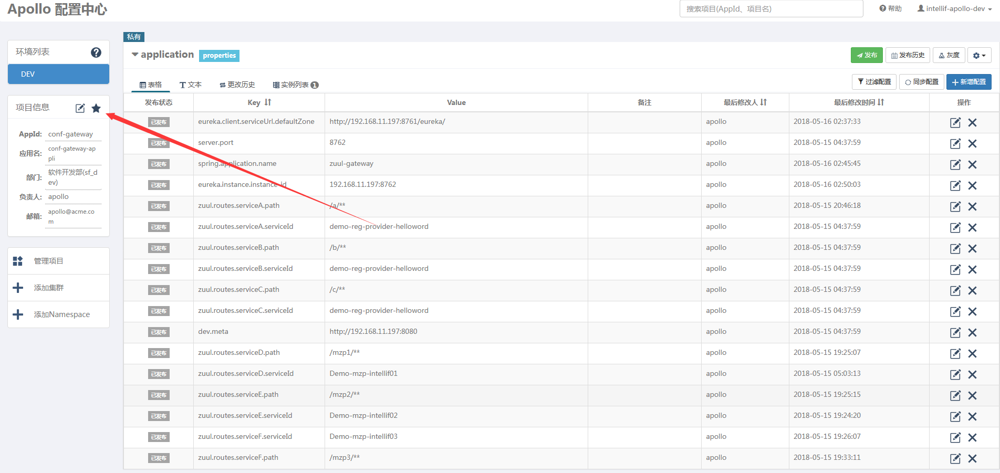 Apollo 配置中心
搜索项目(AppId、项目名)
帮助
intellif-apollo-dev
环境列表
DEV
项目信息
AppId: conf-gateway
应用名: conf-gateway-ap
pli
部门: 软件开发部(sf_d
ev)
负责人: apollo
邮箱: apollo@acme.co
m
管理项目
添加集群
添加Namespace
私有
application properties
发布 发布历史 灰度
表格 文本 更改历史 实例列表 1
过滤配置 同步配置 新增配置
发布状态 Key Value 备注 最后修改人 最后修改时间 操作
已发布 eureka.client.serviceUrl.defaultZone http://192.168.11.197:8761/eureka/ apollo 2018-05-16 02:37:33
已发布 server.port 8762 apollo 2018-05-15 04:37:59
已发布 spring.application.name zuul-gateway apollo 2018-05-16 02:45:45
已发布 eureka.instance.instance-id 192.168.11.197:8762 apollo 2018-05-16 02:50:03
已发布 zuul.routes.serviceA.path /a/** apollo 2018-05-15 20:46:18
已发布 zuul.routes.serviceA.serviceId demo-reg-provider-helloword apollo 2018-05-15 04:37:59
已发布 zuul.routes.serviceB.path /b/** apollo 2018-05-15 04:37:59
已发布 zuul.routes.serviceB.serviceId demo-reg-provider-helloword apollo 2018-05-15 04:37:59
已发布 zuul.routes.serviceC.path /c/** apollo 2018-05-15 04:37:59
已发布 zuul.routes.serviceC.serviceId demo-reg-provider-helloword apollo 2018-05-15 04:37:59
已发布 dev.meta http://192.168.11.197:8080 apollo 2018-05-15 04:37:59
已发布 zuul.routes.serviceD.path /mzp1/** apollo 2018-05-15 19:25:07
已发布 zuul.routes.serviceD.serviceId Demo-mzp-intellif01 apollo 2018-05-15 05:03:13
已发布 zuul.routes.serviceE.path /mzp2/** apollo 2018-05-15 19:25:15
已发布 zuul.routes.serviceE.serviceId Demo-mzp-intellif02 apollo 2018-05-15 19:24:20
已发布 zuul.routes.serviceF.serviceId Demo-mzp-intellif03 apollo 2018-05-15 19:26:07
已发布 zuul.routes.serviceF.path /mzp3/** apollo 2018-05-15 19:33:11